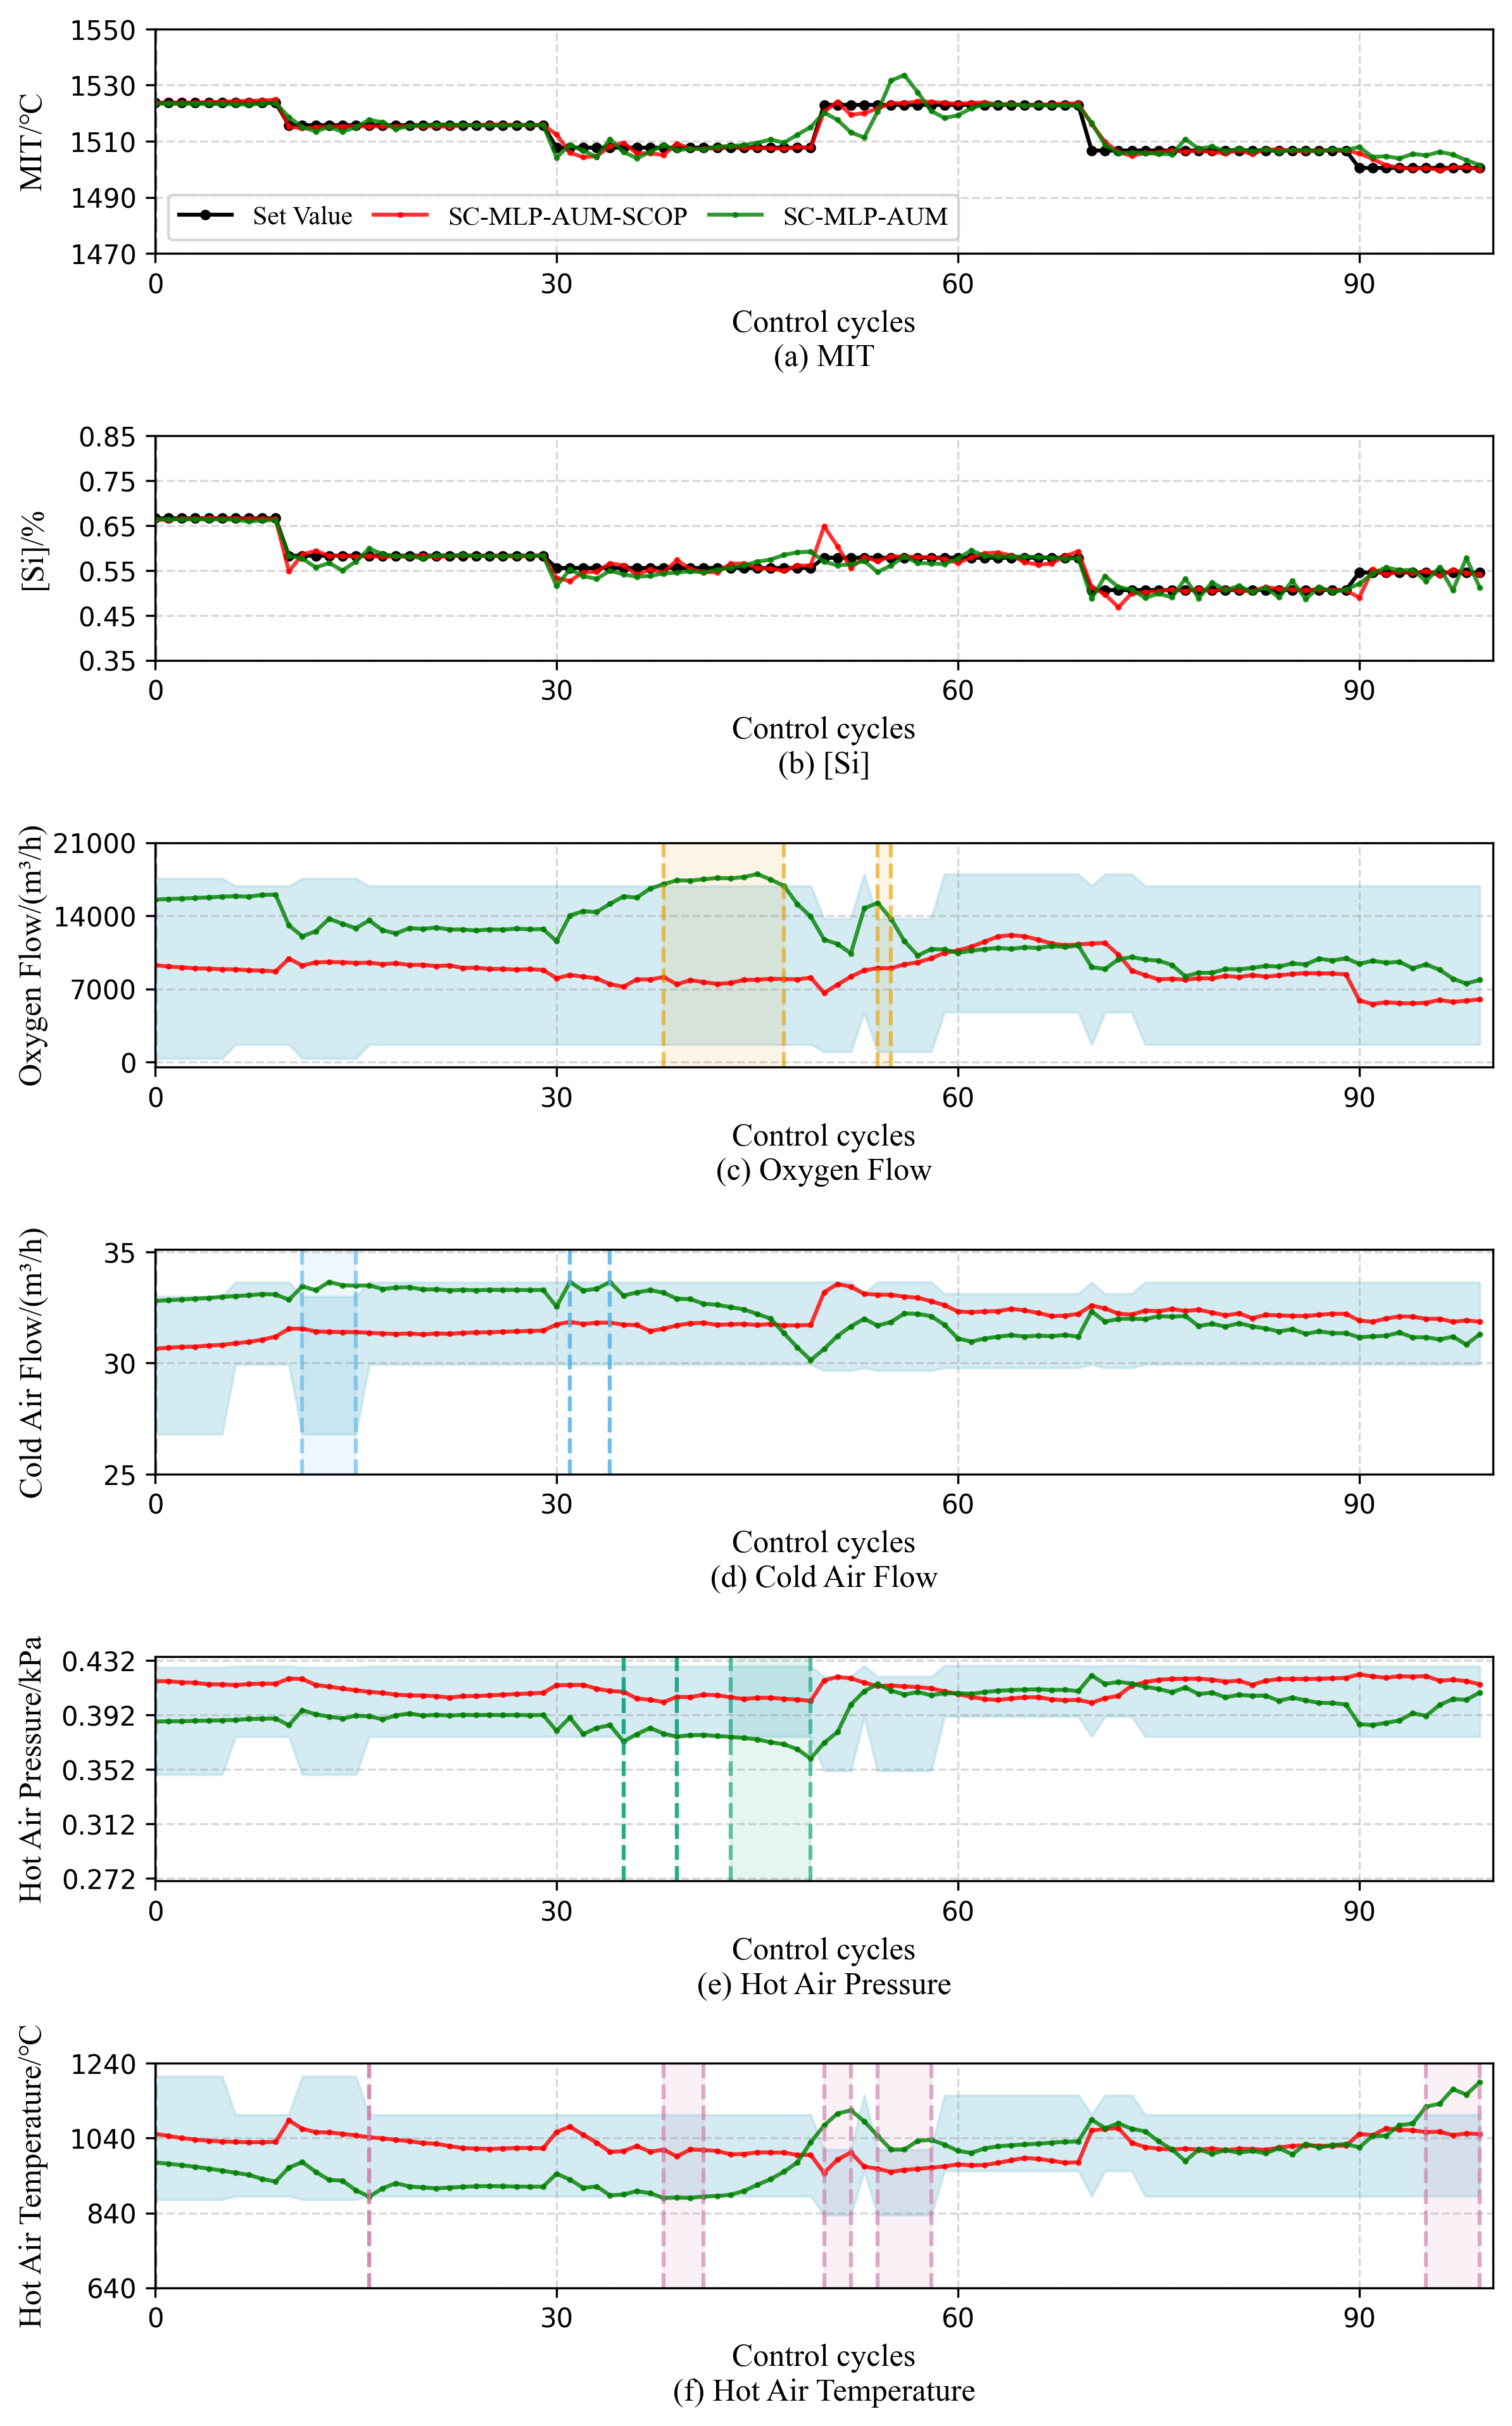 1550
1530
1510
1490
1470
MIT/℃
Set Value SC-MLP-AUM-SCOP SC-MLP-AUM
0 30 60 90
Control cycles
(a) MIT
0.85
0.75
0.65
0.55
0.45
0.35
[Si]/%
0 30 60 90
Control cycles
(b) [Si]
21000
14000
7000
0
Oxygen Flow/(m³/h)
0 30 60 90
Control cycles
(c) Oxygen Flow
35
30
25
Cold Air Flow/(m³/h)
0 30 60 90
Control cycles
(d) Cold Air Flow
0.432
0.392
0.352
0.312
0.272
Hot Air Pressure/kPa
0 30 60 90
Control cycles
(e) Hot Air Pressure
1240
1040
840
640
Hot Air Temperature/℃
0 30 60 90
Control cycles
(f) Hot Air Temperature